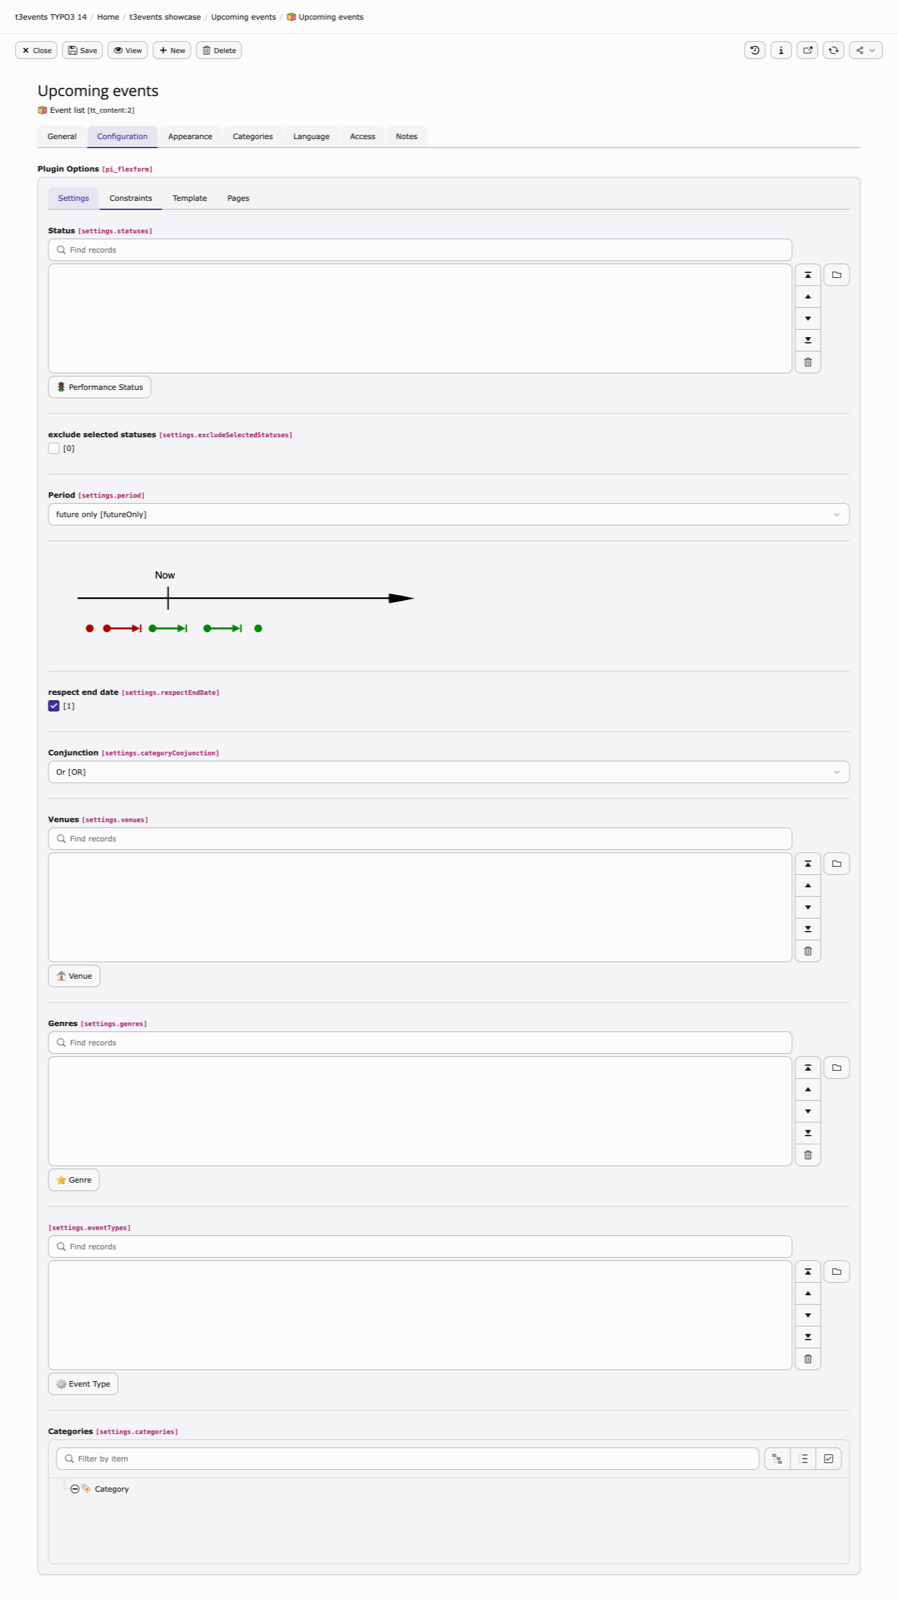 t3events TYPO3 14 / Home / t3events showcase / Upcoming events / Upcoming events
Close Save View New Delete
Upcoming events
Event list [tt_content:2]
General Configuration Appearance Categories Language Access Notes
Plugin Options [pi_flexform]
Settings Constraints Template Pages
Status [settings.statuses]
Find records
Performance Status
exclude selected statuses [settings.excludeSelectedStatuses]
[0]
Period [settings.period]
future only [futureOnly]
Now
respect end date [settings.respectEndDate]
[1]
Conjunction [settings.categoryConjunction]
Or [OR]
Venues [settings.venues]
Find records
Venue
Genres [settings.genres]
Find records
Genre
[settings.eventTypes]
Find records
Event Type
Categories [settings.categories]
Filter by item
Category